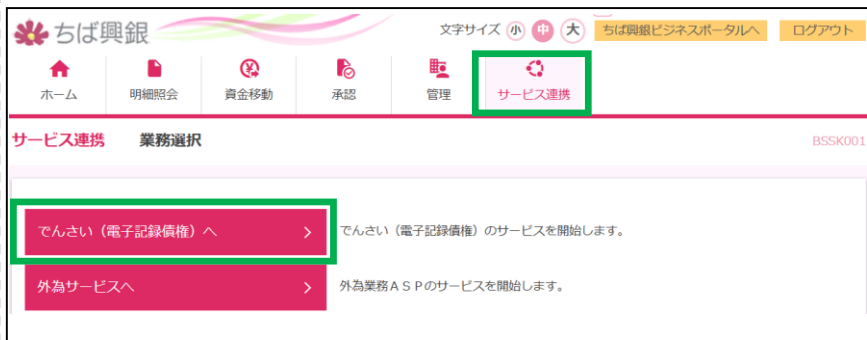 ちば興銀
文字サイズ 小 中 大 ちば興銀ビジネスポータルへ ログアウト
ホーム 明細照会 資金移動 承認 管理 サービス連携
サービス連携 業務選択 BSSK001
でんさい（電子記録債権）へ でんさい（電子記録債権）のサービスを開始します。
外為サービスへ 外為業務ＡＳＰのサービスを開始します。